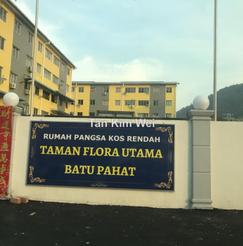 Tan Kim Wei
RUMAH PANGSA KOS RENDAH
TAMAN FLORA UTAMA
BATU PAHAT